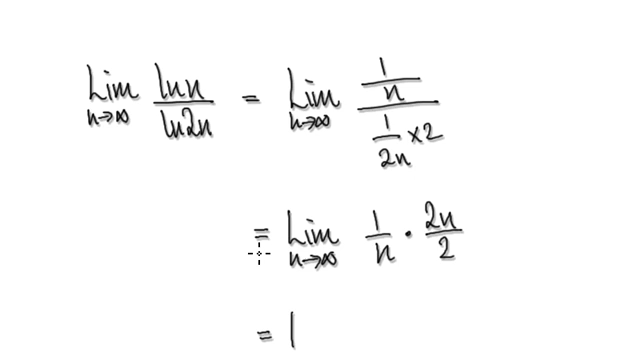 lim n→∞ ln n / ln 2n = lim n→∞ (1/n) / (1/2n × 2)
= lim n→∞ 1/n · 2n/2
= 1